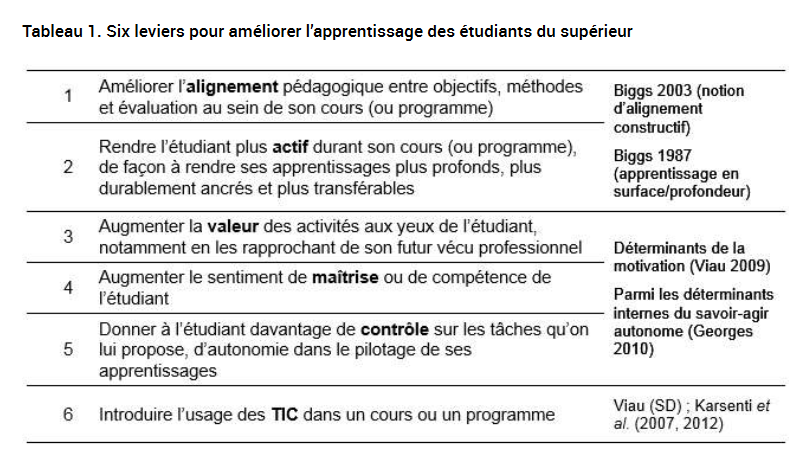 Tableau 1. Six leviers pour améliorer l'apprentissage des étudiants du supérieur
1
Améliorer l'alignement pédagogique entre objectifs, méthodes
et évaluation au sein de son cours (ou programme)
Biggs 2003 (notion
d'alignement
constructif)
2
Rendre l'étudiant plus actif durant son cours (ou programme),
de façon à rendre ses apprentissages plus profonds, plus
durablement ancrés et plus transférables
Biggs 1987
(apprentissage en
surface/profondeur)
3
Augmenter la valeur des activités aux yeux de l'étudiant,
notamment en les rapprochant de son futur vécu professionnel
4
Augmenter le sentiment de maîtrise ou de compétence de
l'étudiant
5
Donner à l'étudiant davantage de contrôle sur les tâches qu'on
lui propose, d'autonomie dans le pilotage de ses
apprentissages
Déterminants de la
motivation (Viau 2009)
Parmi les déterminants
internes du savoir-agir
autonome (Georges
2010)
6
Introduire l'usage des TIC dans un cours ou un programme
Viau (SD) ; Karsenti et
al. (2007, 2012)